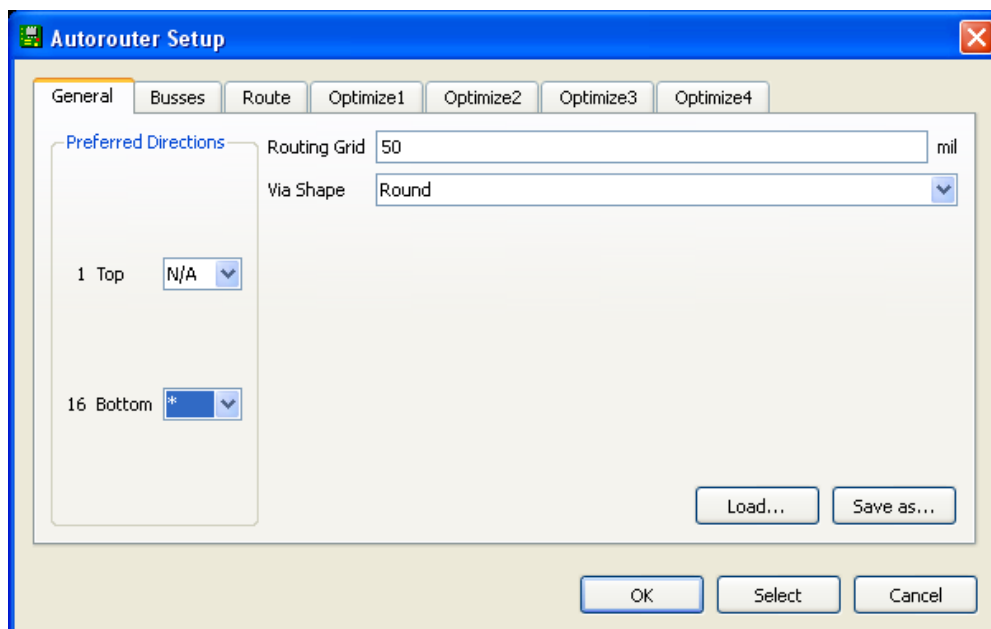 Autorouter Setup
General Busses Route Optimize1 Optimize2 Optimize3 Optimize4
Preferred Directions
Routing Grid 50 mil
Via Shape Round
1 Top N/A
16 Bottom *
Load... Save as...
OK Select Cancel